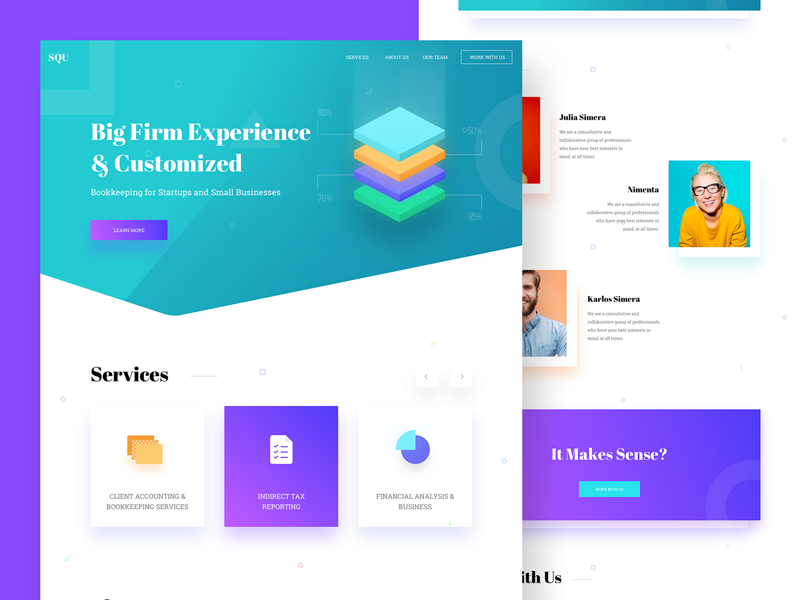 SQU
SERVICES
ABOUT US
OUR TEAM
WORK WITH US
Big Firm Experience
& Customized
Bookkeeping for Startups and Small Businesses
LEARN MORE
80%
50%
70%
95%
Services
CLIENT ACCOUNTING &
BOOKKEEPING SERVICES
INDIRECT TAX
REPORTING
FINANCIAL ANALYSIS &
BUSINESS
Julia Simera
We are a consultative and
collaborative group of professionals
who have your best interests in
mind, at all times
Nimenta
We are a consultative and
collaborative group of professionals
who have your best interests in
mind, at all times.
Karlos Simera
We are a consultative and
collaborative group of professionals
who have your best interests in
mind, at all times.
It Makes Sense?
WORK WITH US
ith Us